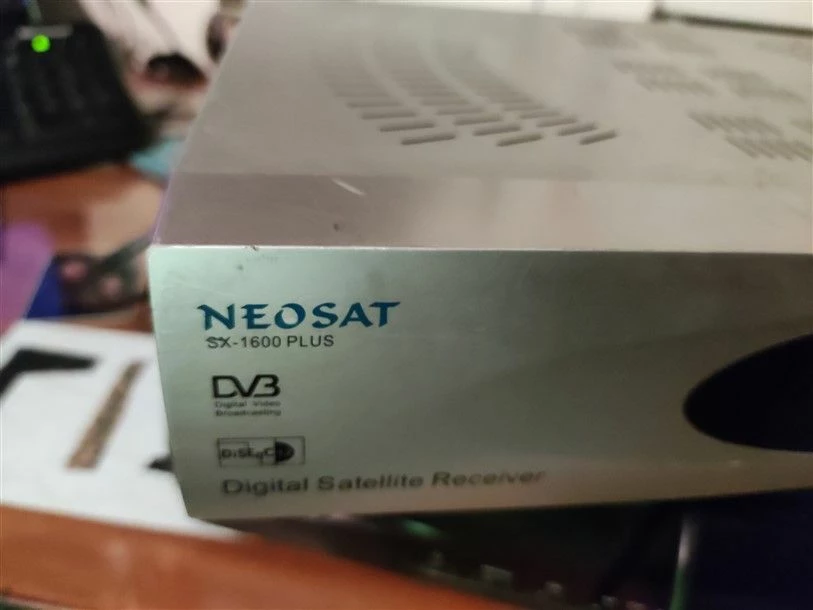 NEOSAT
SX-1600 PLUS
DVB
Digital Video
Broadcasting
DiSEqC
Digital Satellite Receiver